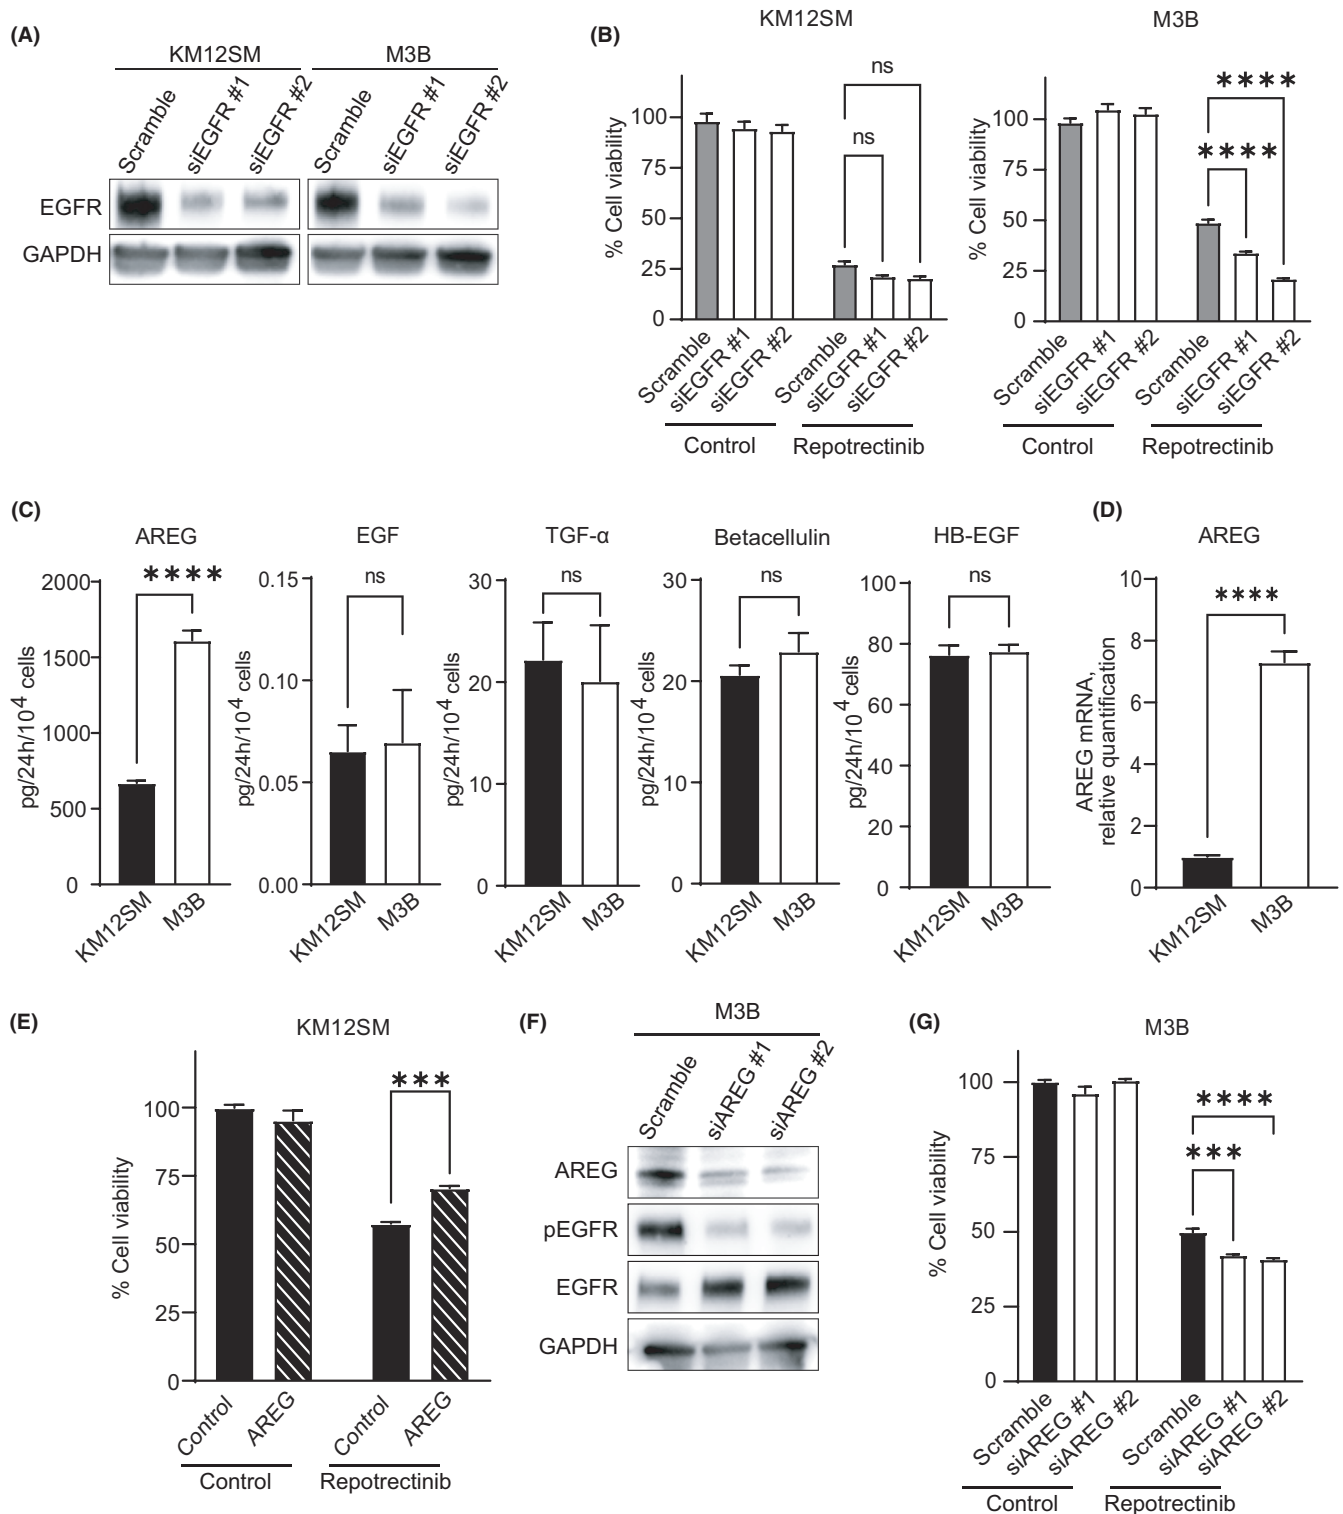 (A)
KM12SM
M3B
Scramble
siEGFR #1
siEGFR #2
Scramble
siEGFR #1
siEGFR #2
EGFR
GAPDH
(B)
KM12SM
% Cell viability
100
75
50
25
0
ns
ns
Scramble
siEGFR #1
siEGFR #2
Scramble
siEGFR #1
siEGFR #2
Control
Repotrectinib
M3B
% Cell viability
100
75
50
25
0
****
****
Scramble
siEGFR #1
siEGFR #2
Scramble
siEGFR #1
siEGFR #2
Control
Repotrectinib
(C)
AREG
pg/24h/10⁴ cells
2000
1500
1000
500
0
****
KM12SM
M3B
EGF
pg/24h/10⁴ cells
0.15
0.10
0.05
0.00
ns
KM12SM
M3B
TGF-α
pg/24h/10⁴ cells
30
20
10
0
ns
KM12SM
M3B
Betacellulin
pg/24h/10⁴ cells
30
20
10
0
ns
KM12SM
M3B
HB-EGF
pg/24h/10⁴ cells
100
80
60
40
20
0
ns
KM12SM
M3B
(D)
AREG
AREG mRNA,
relative quantification
10
8
6
4
2
0
****
KM12SM
M3B
(E)
KM12SM
% Cell viability
100
75
50
25
0
***
Control
AREG
Control
AREG
Control
Repotrectinib
(F)
M3B
Scramble
siAREG #1
siAREG #2
AREG
pEGFR
EGFR
GAPDH
(G)
M3B
% Cell viability
100
75
50
25
0
****
***
Scramble
siAREG #1
siAREG #2
Scramble
siAREG #1
siAREG #2
Control
Repotrectinib